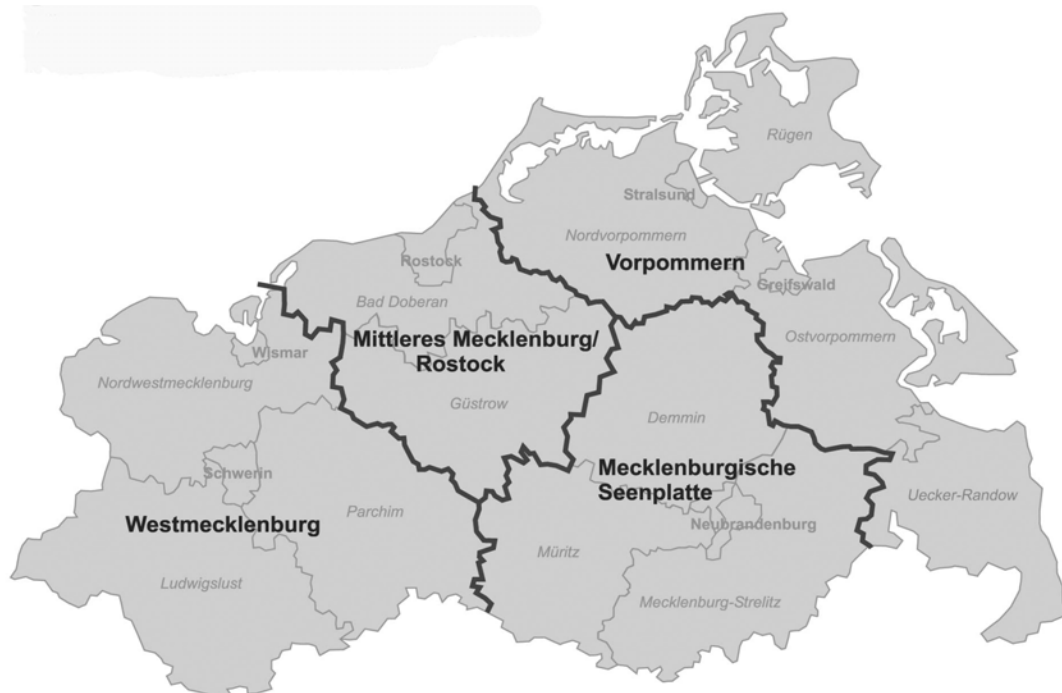 Rügen
Stralsund
Nordvorpommern
Vorpommern
Rostock
Greifswald
Bad Doberan
Ostvorpommern
Mittleres Mecklenburg/
Rostock
Wismar
Nordwestmecklenburg
Güstrow
Demmin
Mecklenburgische
Seenplatte
Schwerin
Uecker-Randow
Parchim
Westmecklenburg
Neubrandenburg
Müritz
Ludwigslust
Mecklenburg-Strelitz